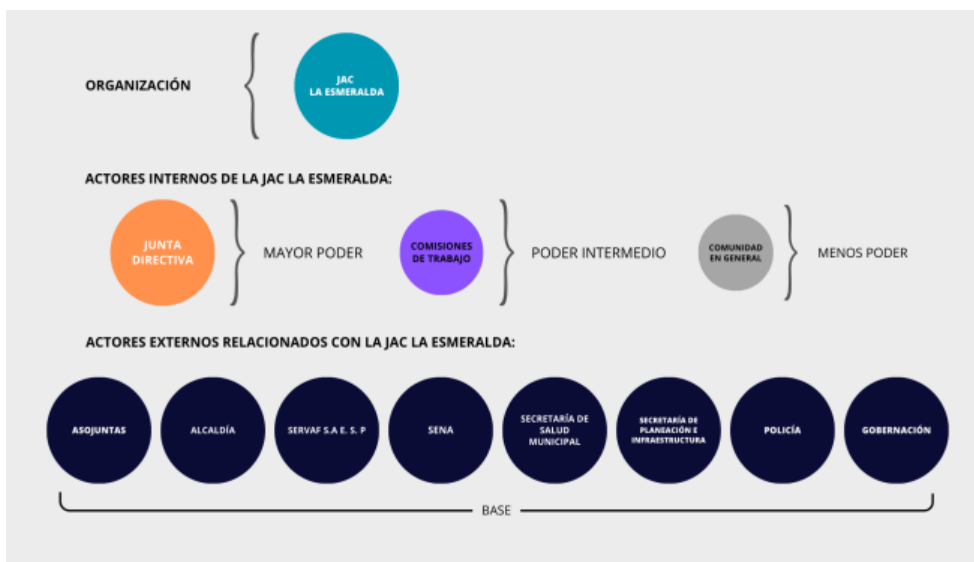 ORGANIZACIÓN
JAC
LA ESMERALDA
ACTORES INTERNOS DE LA JAC LA ESMERALDA:
JUNTA
DIRECTIVA
MAYOR PODER
COMISIONES
DE TRABAJO
PODER INTERMEDIO
COMUNIDAD
EN GENERAL
MENOS PODER
ACTORES EXTERNOS RELACIONADOS CON LA JAC LA ESMERALDA:
ASOJUNTAS
ALCALDÍA
SERVAF S.A E. S. P
SENA
SECRETARÍA DE
SALUD
MUNICIPAL
SECRETARÍA DE
PLANEACIÓN E
INFRAESTRUCTURA
POLICÍA
GOBERNACIÓN
BASE